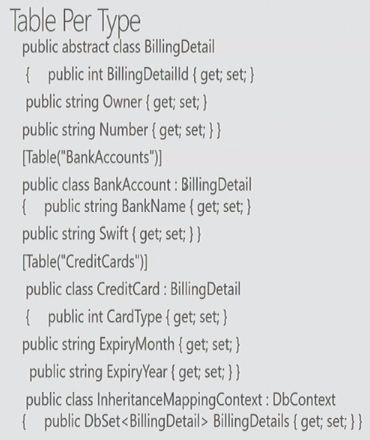 Table Per Type
public abstract class BillingDetail
{ public int BillingDetailId { get; set; }
public string Owner { get; set; }
public string Number { get; set; } }
[Table("BankAccounts")]
public class BankAccount : BillingDetail
{ public string BankName { get; set; }
public string Swift { get; set; } }
[Table("CreditCards")]
public class CreditCard : BillingDetail
{ public int CardType { get; set; }
public string ExpiryMonth { get; set; }
public string ExpiryYear { get; set; } }
public class InheritanceMappingContext : DbContext
{ public DbSet<BillingDetail> BillingDetails { get; set; } }